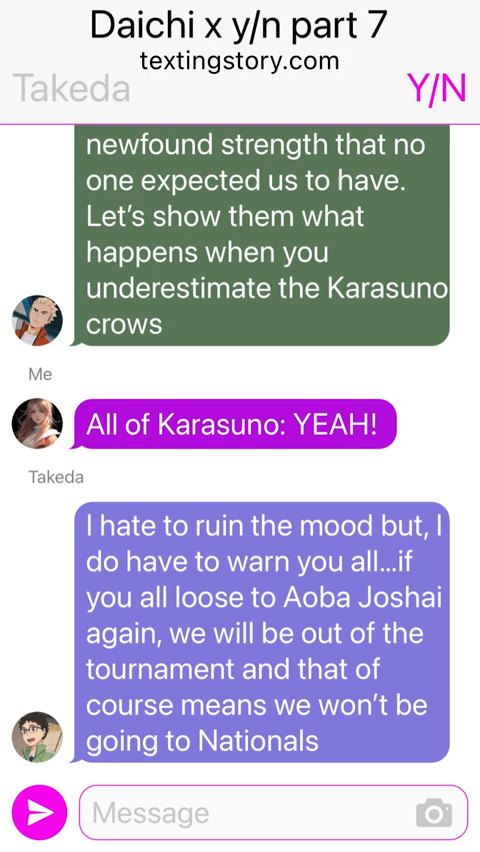 Daichi x y/n part 7
textingstory.com
Takeda
Y/N
newfound strength that no
one expected us to have.
Let’s show them what
happens when you
underestimate the Karasuno
crows
Me
All of Karasuno: YEAH!
Takeda
I hate to ruin the mood but, I
do have to warn you all...if
you all loose to Aoba Joshai
again, we will be out of the
tournament and that of
course means we won’t be
going to Nationals
Message